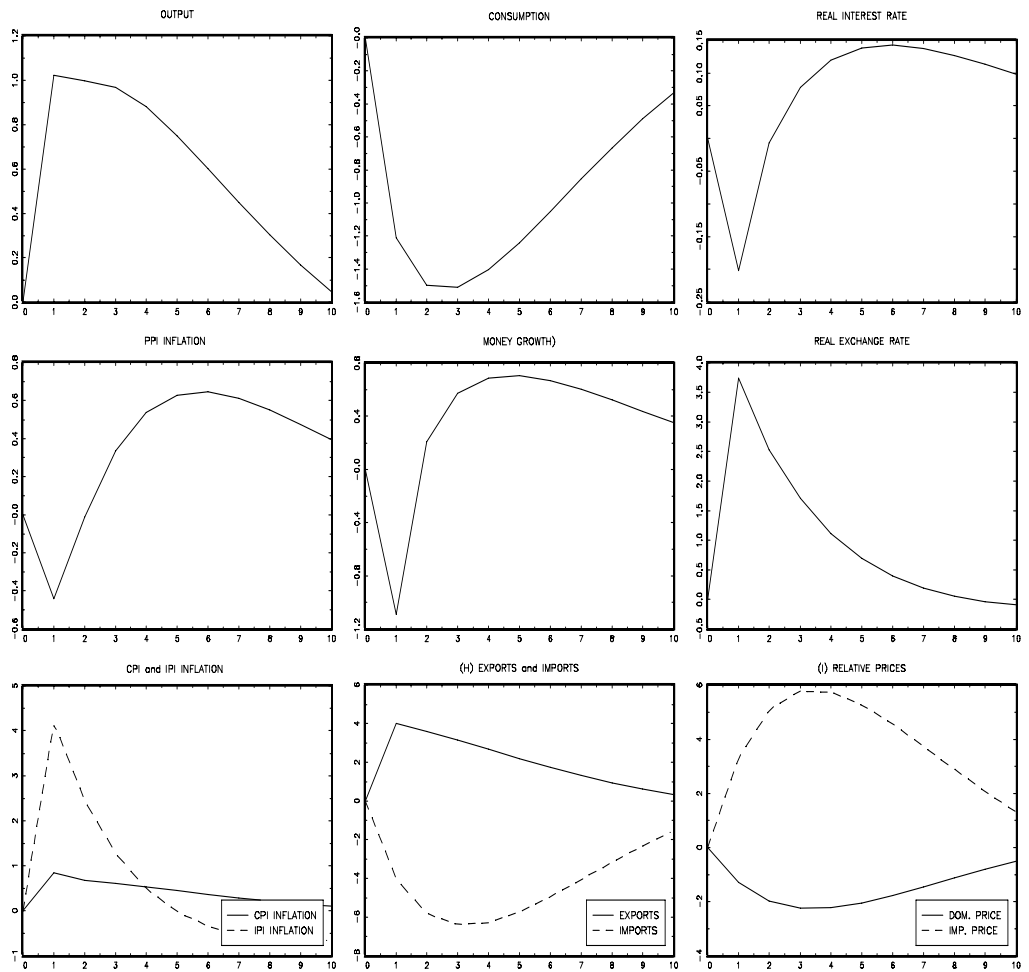 OUTPUT
CONSUMPTION
REAL INTEREST RATE
1.2
1.0
0.8
0.6
0.4
0.2
0.0
0 1 2 3 4 5 6 7 8 9 10
-0.0
-0.2
-0.4
-0.6
-0.8
-1.0
-1.2
-1.4
-1.6
0 1 2 3 4 5 6 7 8 9 10
0.15
0.10
0.05
-0.05
-0.15
-0.25
0 1 2 3 4 5 6 7 8 9 10
PPI INFLATION
MONEY GROWTH)
REAL EXCHANGE RATE
0.8
0.6
0.4
0.2
-0.0
-0.2
-0.4
-0.6
0 1 2 3 4 5 6 7 8 9 10
0.8
0.4
-0.0
-0.4
-0.8
-1.2
0 1 2 3 4 5 6 7 8 9 10
4.0
3.5
3.0
2.5
2.0
1.5
1.0
0.5
0.0
-0.5
0 1 2 3 4 5 6 7 8 9 10
CPI and IPI INFLATION
(H) EXPORTS and IMPORTS
(I) RELATIVE PRICES
5
4
3
2
1
0
-1
0 1 2 3 4 5 6 7 8 9 10
CPI INFLATION
IPI INFLATION
6
4
2
0
-2
-4
-6
-8
0 1 2 3 4 5 6 7 8 9 10
EXPORTS
IMPORTS
6
4
2
0
-2
-4
0 1 2 3 4 5 6 7 8 9 10
DOM. PRICE
IMP. PRICE